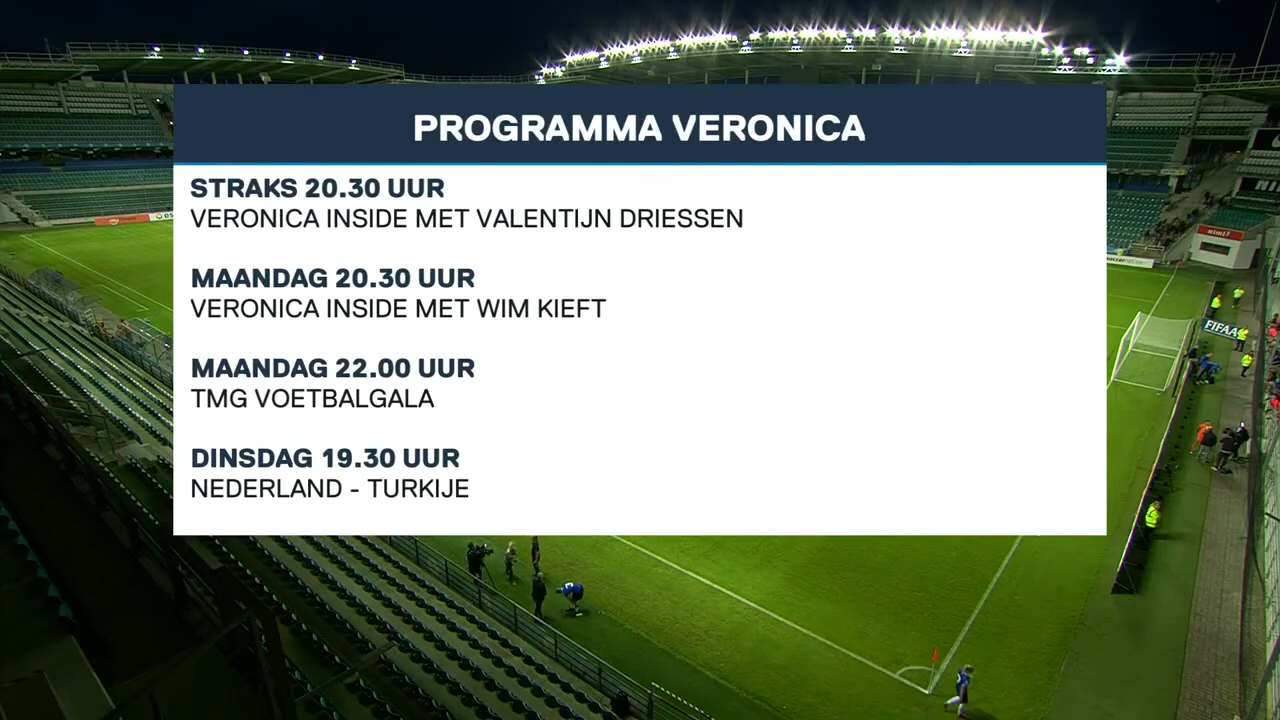 PROGRAMMA VERONICA
STRAKS 20.30 UUR
VERONICA INSIDE MET VALENTIJN DRIESSEN
MAANDAG 20.30 UUR
VERONICA INSIDE MET WIM KIEFT
MAANDAG 22.00 UUR
TMG VOETBALGALA
DINSDAG 19.30 UUR
NEDERLAND - TURKIJE
FIFAA